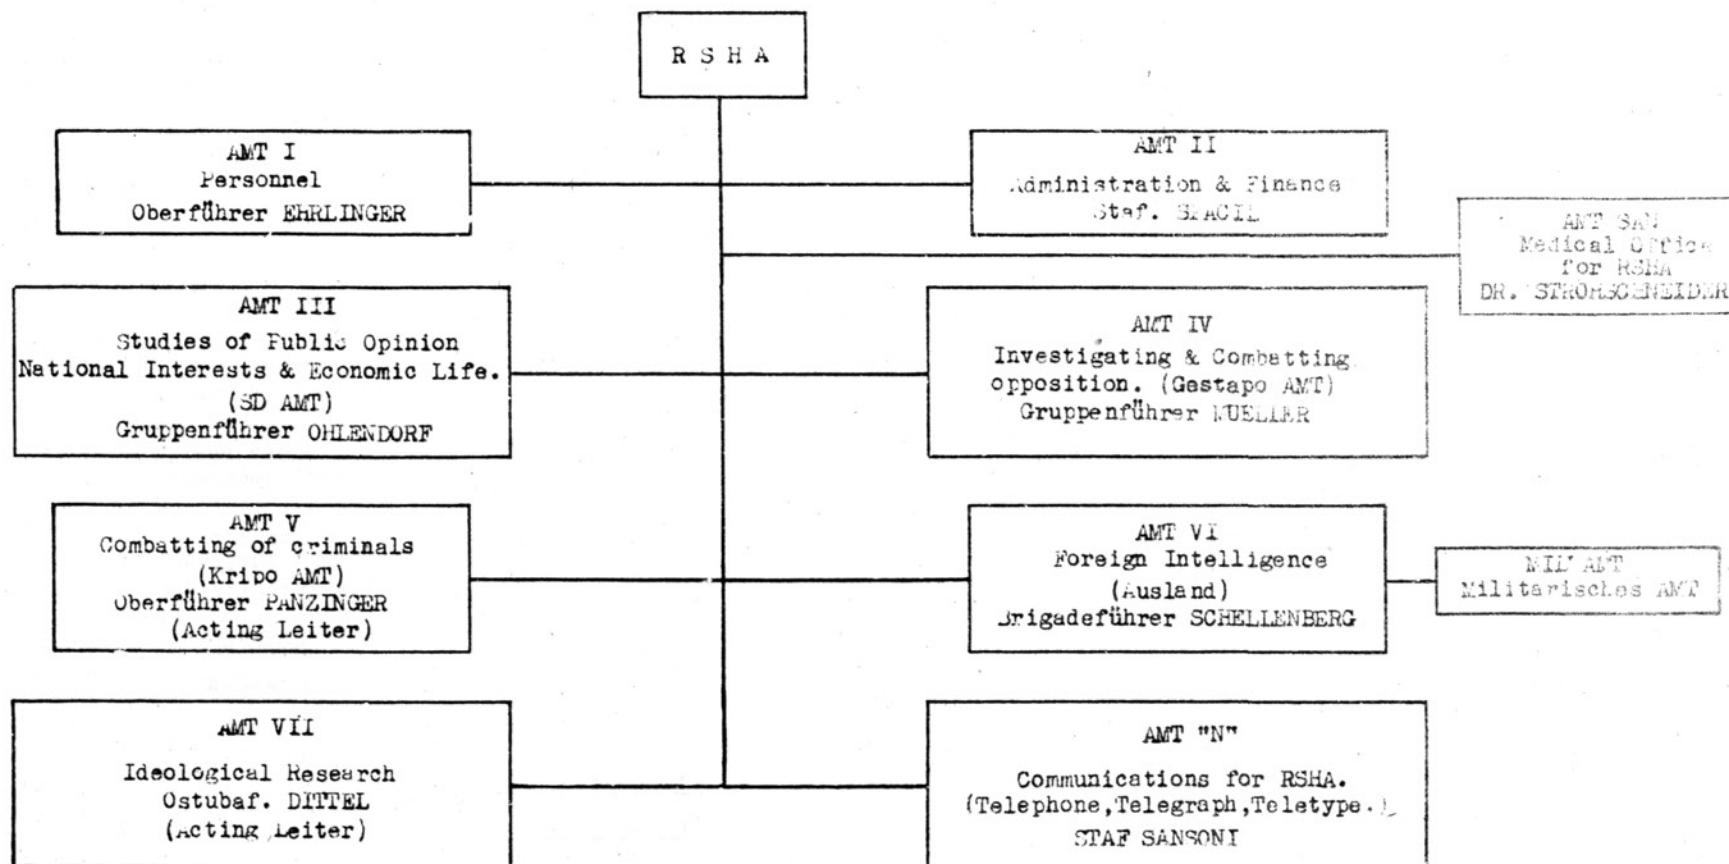 R S H A
AMT I
Personnel
Oberführer EHRLINGER
AMT II
Administration & Finance
Staf. SPACIL
AMT SAN
Medical Office
for RSHA
DR. STROHSCHNEIDER
AMT III
Studies of Public Opinion
National Interests & Economic Life.
(SD AMT)
Gruppenführer OHLENDORF
AMT IV
Investigating & Combatting
opposition. (Gestapo AMT)
Gruppenführer MUELLER
AMT V
Combatting of criminals
(Kripo AMT)
Oberführer PANZINGER
(Acting Leiter)
AMT VI
Foreign Intelligence
(Ausland)
Brigadeführer SCHELLENBERG
MIL AMT
Militarisches AMT
AMT VII
Ideological Research
Ostubaf. DITTEL
(Acting Leiter)
AMT "N"
Communications for RSHA.
(Telephone,Telegraph,Teletype.)
STAF SANSONI